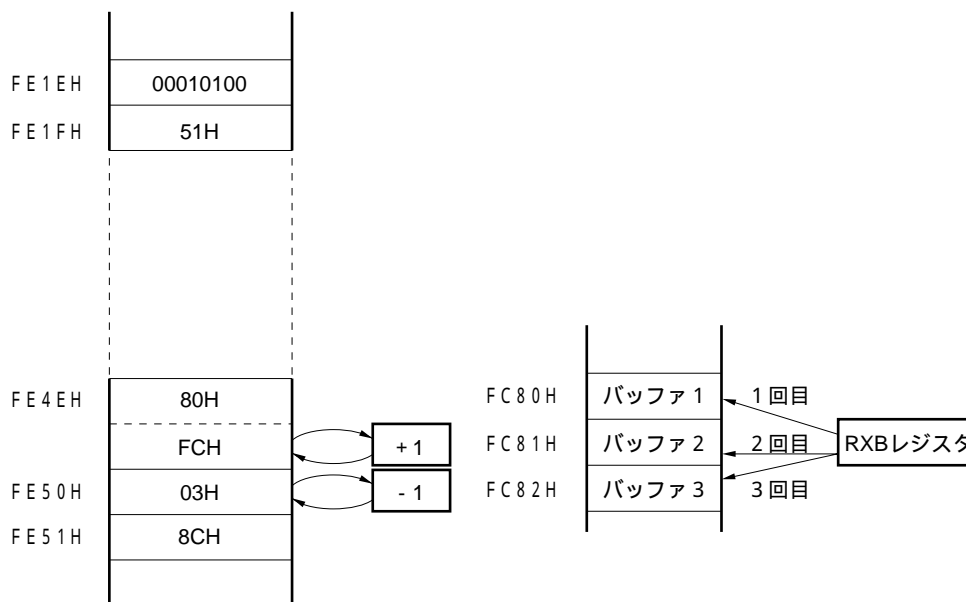 FE1EH 00010100
FE1FH 51H
FE4EH 80H
FCH +1
FE50H 03H -1
FE51H 8CH
FC80H バッファ1 1回目
FC81H バッファ2 2回目 RXBレジスタ
FC82H バッファ3 3回目